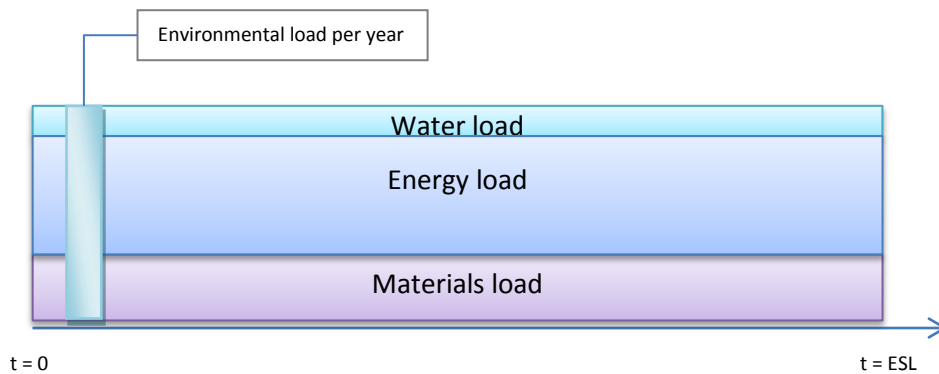 Environmental load per year
Water load
Energy load
Materials load
t = 0
t = ESL